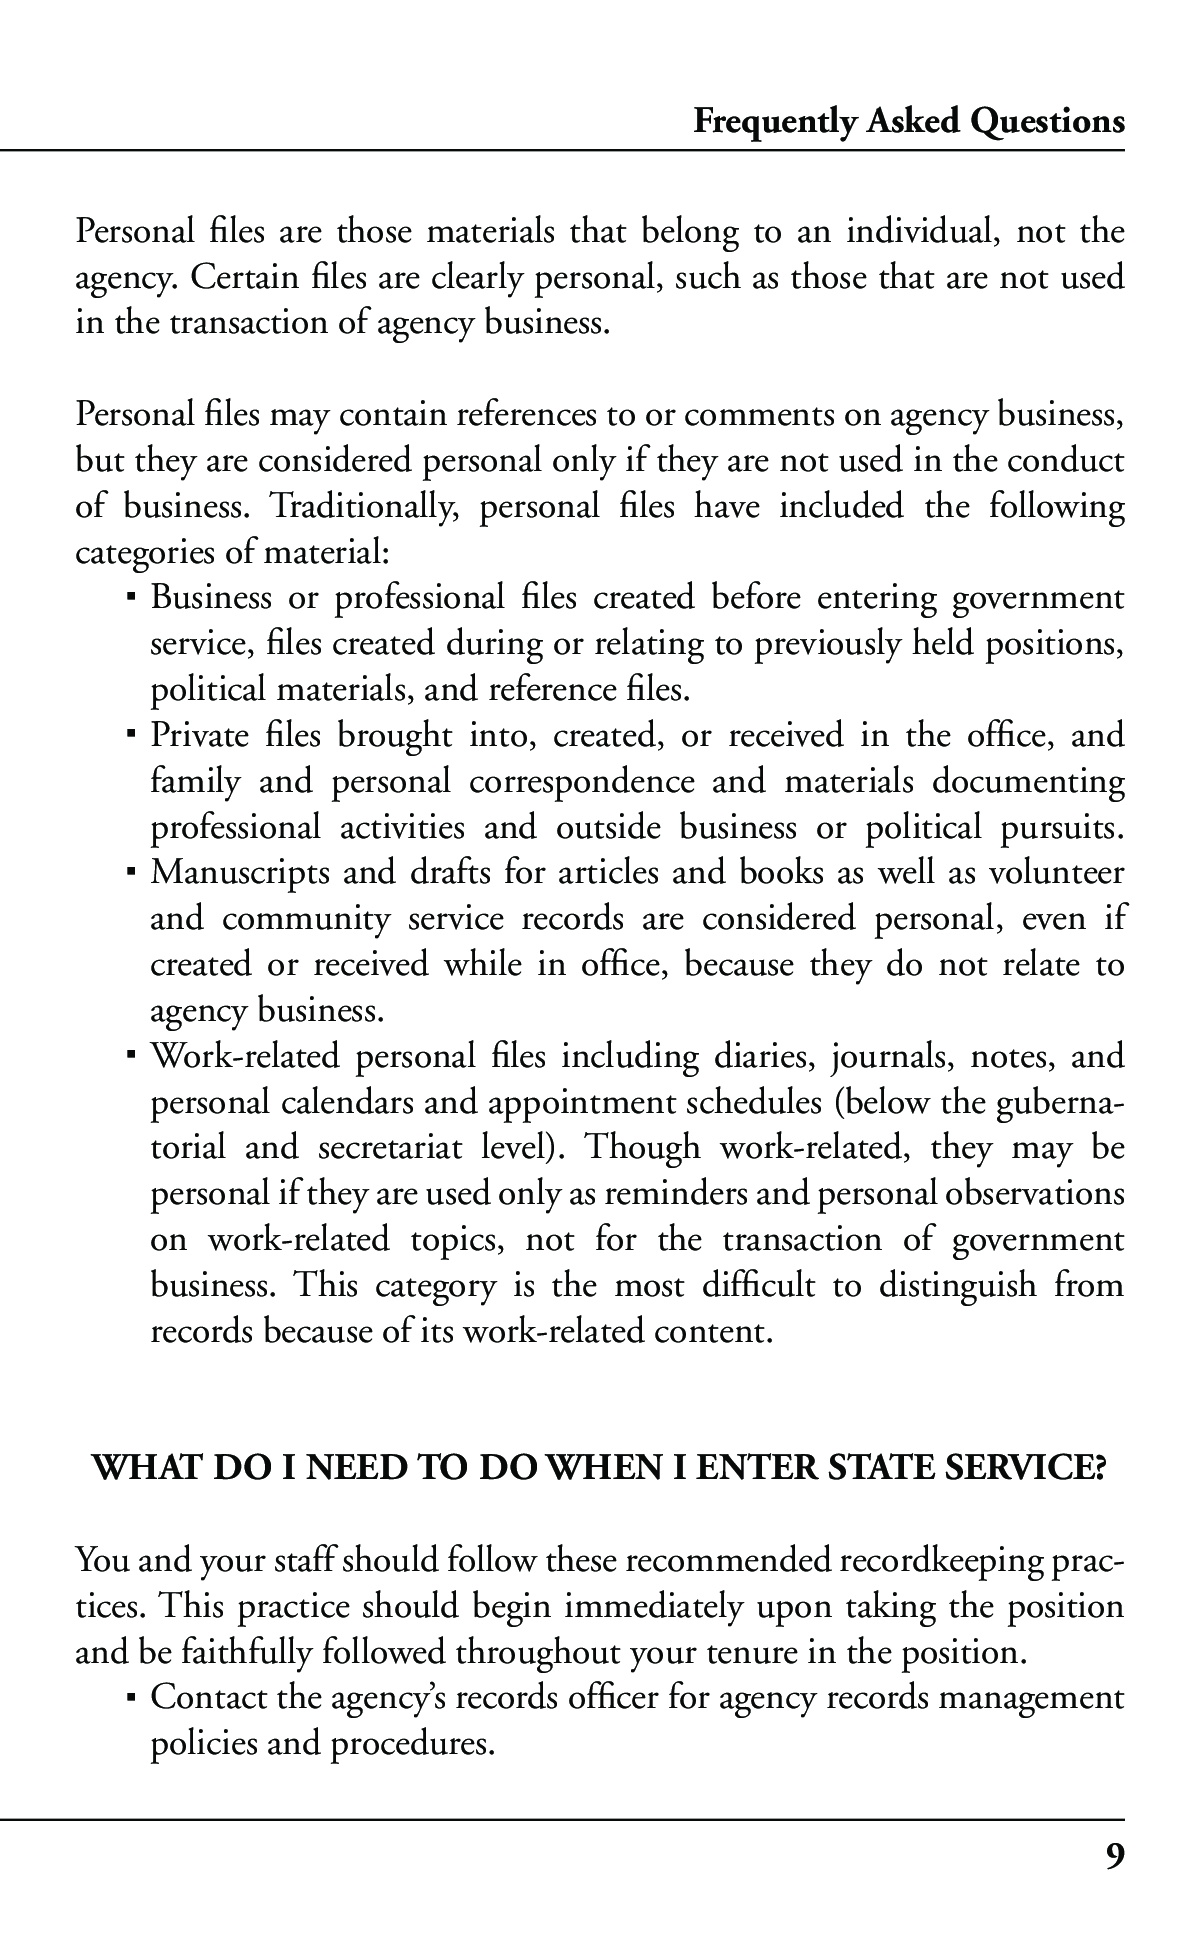 Frequently Asked Questions
Personal files are those materials that belong to an individual, not the
agency. Certain files are clearly personal, such as those that are not used
in the transaction of agency business.
Personal files may contain references to or comments on agency business,
but they are considered personal only if they are not used in the conduct
of business. Traditionally, personal files have included the following
categories of material:
▪ Business or professional files created before entering government
service, files created during or relating to previously held positions,
political materials, and reference files.
▪ Private files brought into, created, or received in the office, and
family and personal correspondence and materials documenting
professional activities and outside business or political pursuits.
▪ Manuscripts and drafts for articles and books as well as volunteer
and community service records are considered personal, even if
created or received while in office, because they do not relate to
agency business.
▪ Work-related personal files including diaries, journals, notes, and
personal calendars and appointment schedules (below the guberna-
torial and secretariat level). Though work-related, they may be
personal if they are used only as reminders and personal observations
on work-related topics, not for the transaction of government
business. This category is the most difficult to distinguish from
records because of its work-related content.
WHAT DO I NEED TO DO WHEN I ENTER STATE SERVICE?
You and your staff should follow these recommended recordkeeping prac-
tices. This practice should begin immediately upon taking the position
and be faithfully followed throughout your tenure in the position.
▪ Contact the agency’s records officer for agency records management
policies and procedures.
9